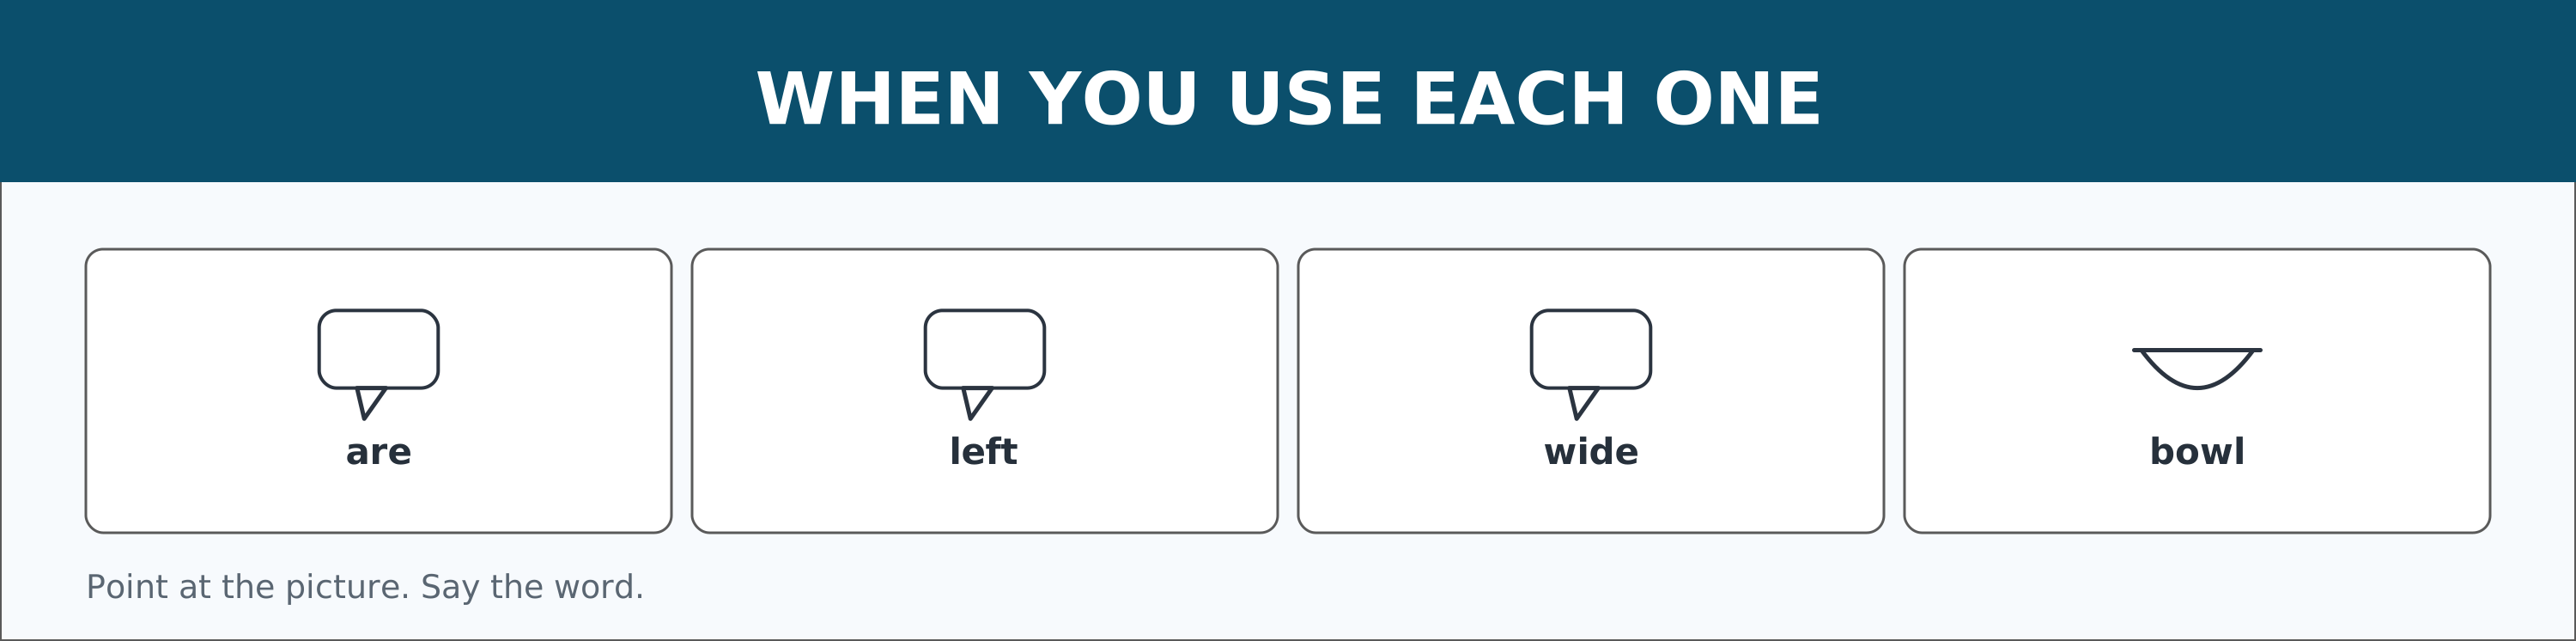 WHEN YOU USE EACH ONE
are
left
wide
bowl
Point at the picture. Say the word.